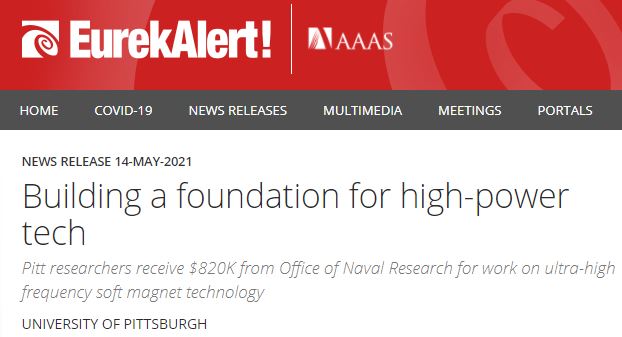 EurekAlert! AAAS
HOME COVID-19 NEWS RELEASES MULTIMEDIA MEETINGS PORTALS
NEWS RELEASE 14-MAY-2021
Building a foundation for high-power
tech
Pitt researchers receive $820K from Office of Naval Research for work on ultra-high
frequency soft magnet technology
UNIVERSITY OF PITTSBURGH